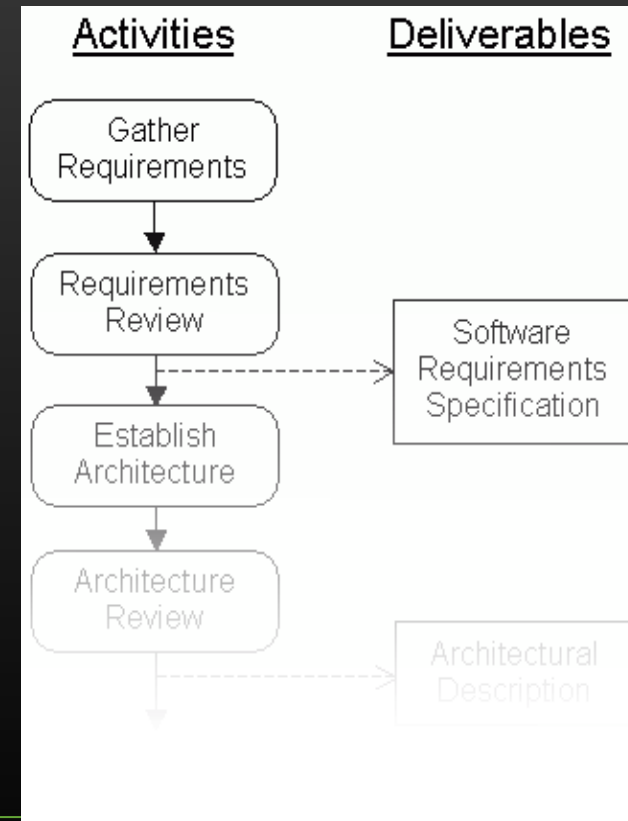 Activities
Deliverables
Gather
Requirements
Requirements
Review
Software
Requirements
Specification
Establish
Architecture
Architecture
Review
Architectural
Description